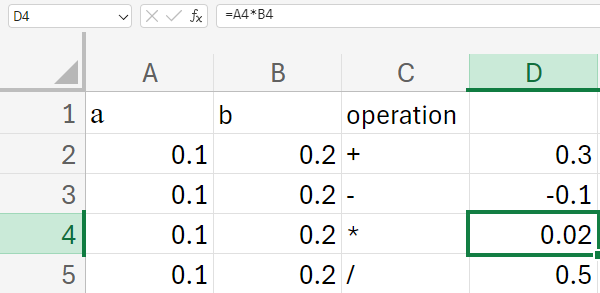 D4 fx =A4*B4
A B C D
1 a b operation
2 0.1 0.2 + 0.3
3 0.1 0.2 - -0.1
4 0.1 0.2 * 0.02
5 0.1 0.2 / 0.5